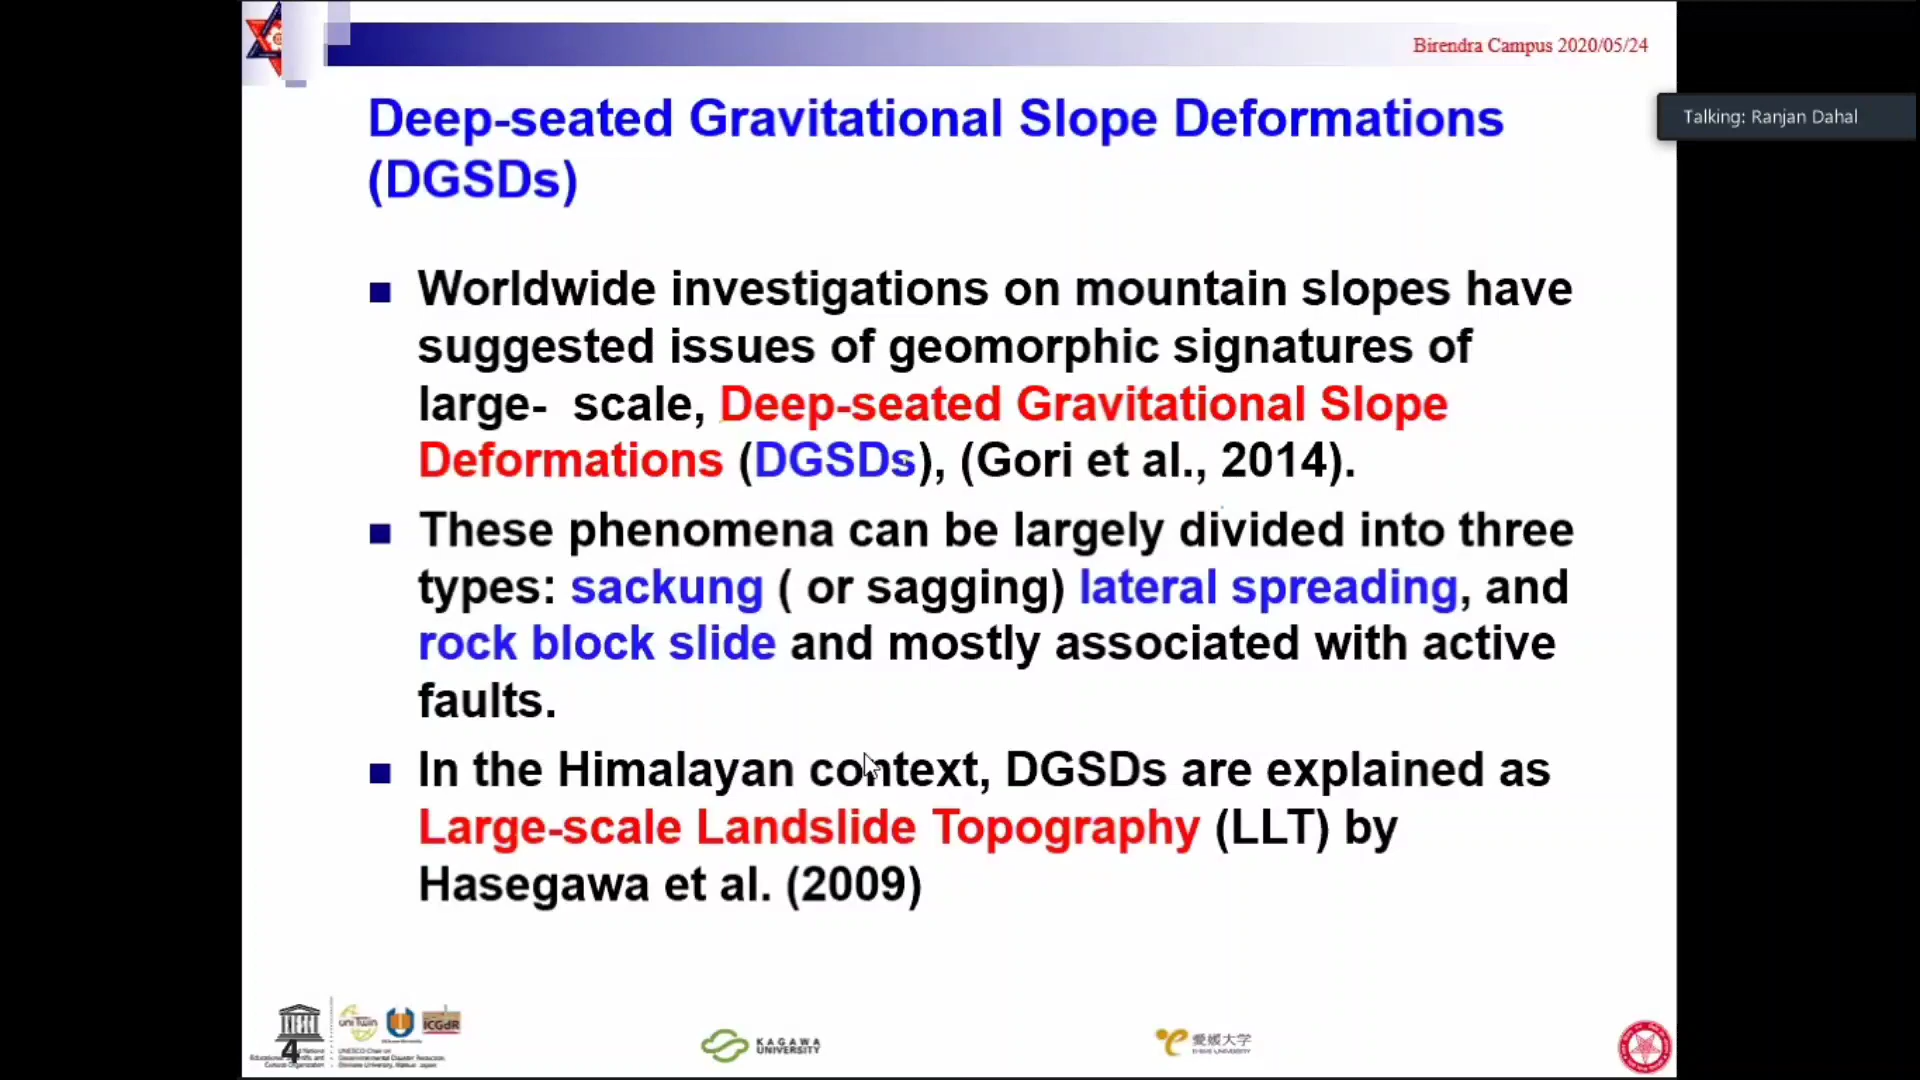 Birendra Campus 2020/05/24
Talking: Ranjan Dahal
Deep-seated Gravitational Slope Deformations
(DGSDs)
Worldwide investigations on mountain slopes have
suggested issues of geomorphic signatures of
large- scale, Deep-seated Gravitational Slope
Deformations (DGSDs), (Gori et al., 2014).
These phenomena can be largely divided into three
types: sackung ( or sagging) lateral spreading, and
rock block slide and mostly associated with active
faults.
In the Himalayan context, DGSDs are explained as
Large-scale Landslide Topography (LLT) by
Hasegawa et al. (2009)
4
uni Twin
ICGdR
KAGAWA
UNIVERSITY
愛媛大学